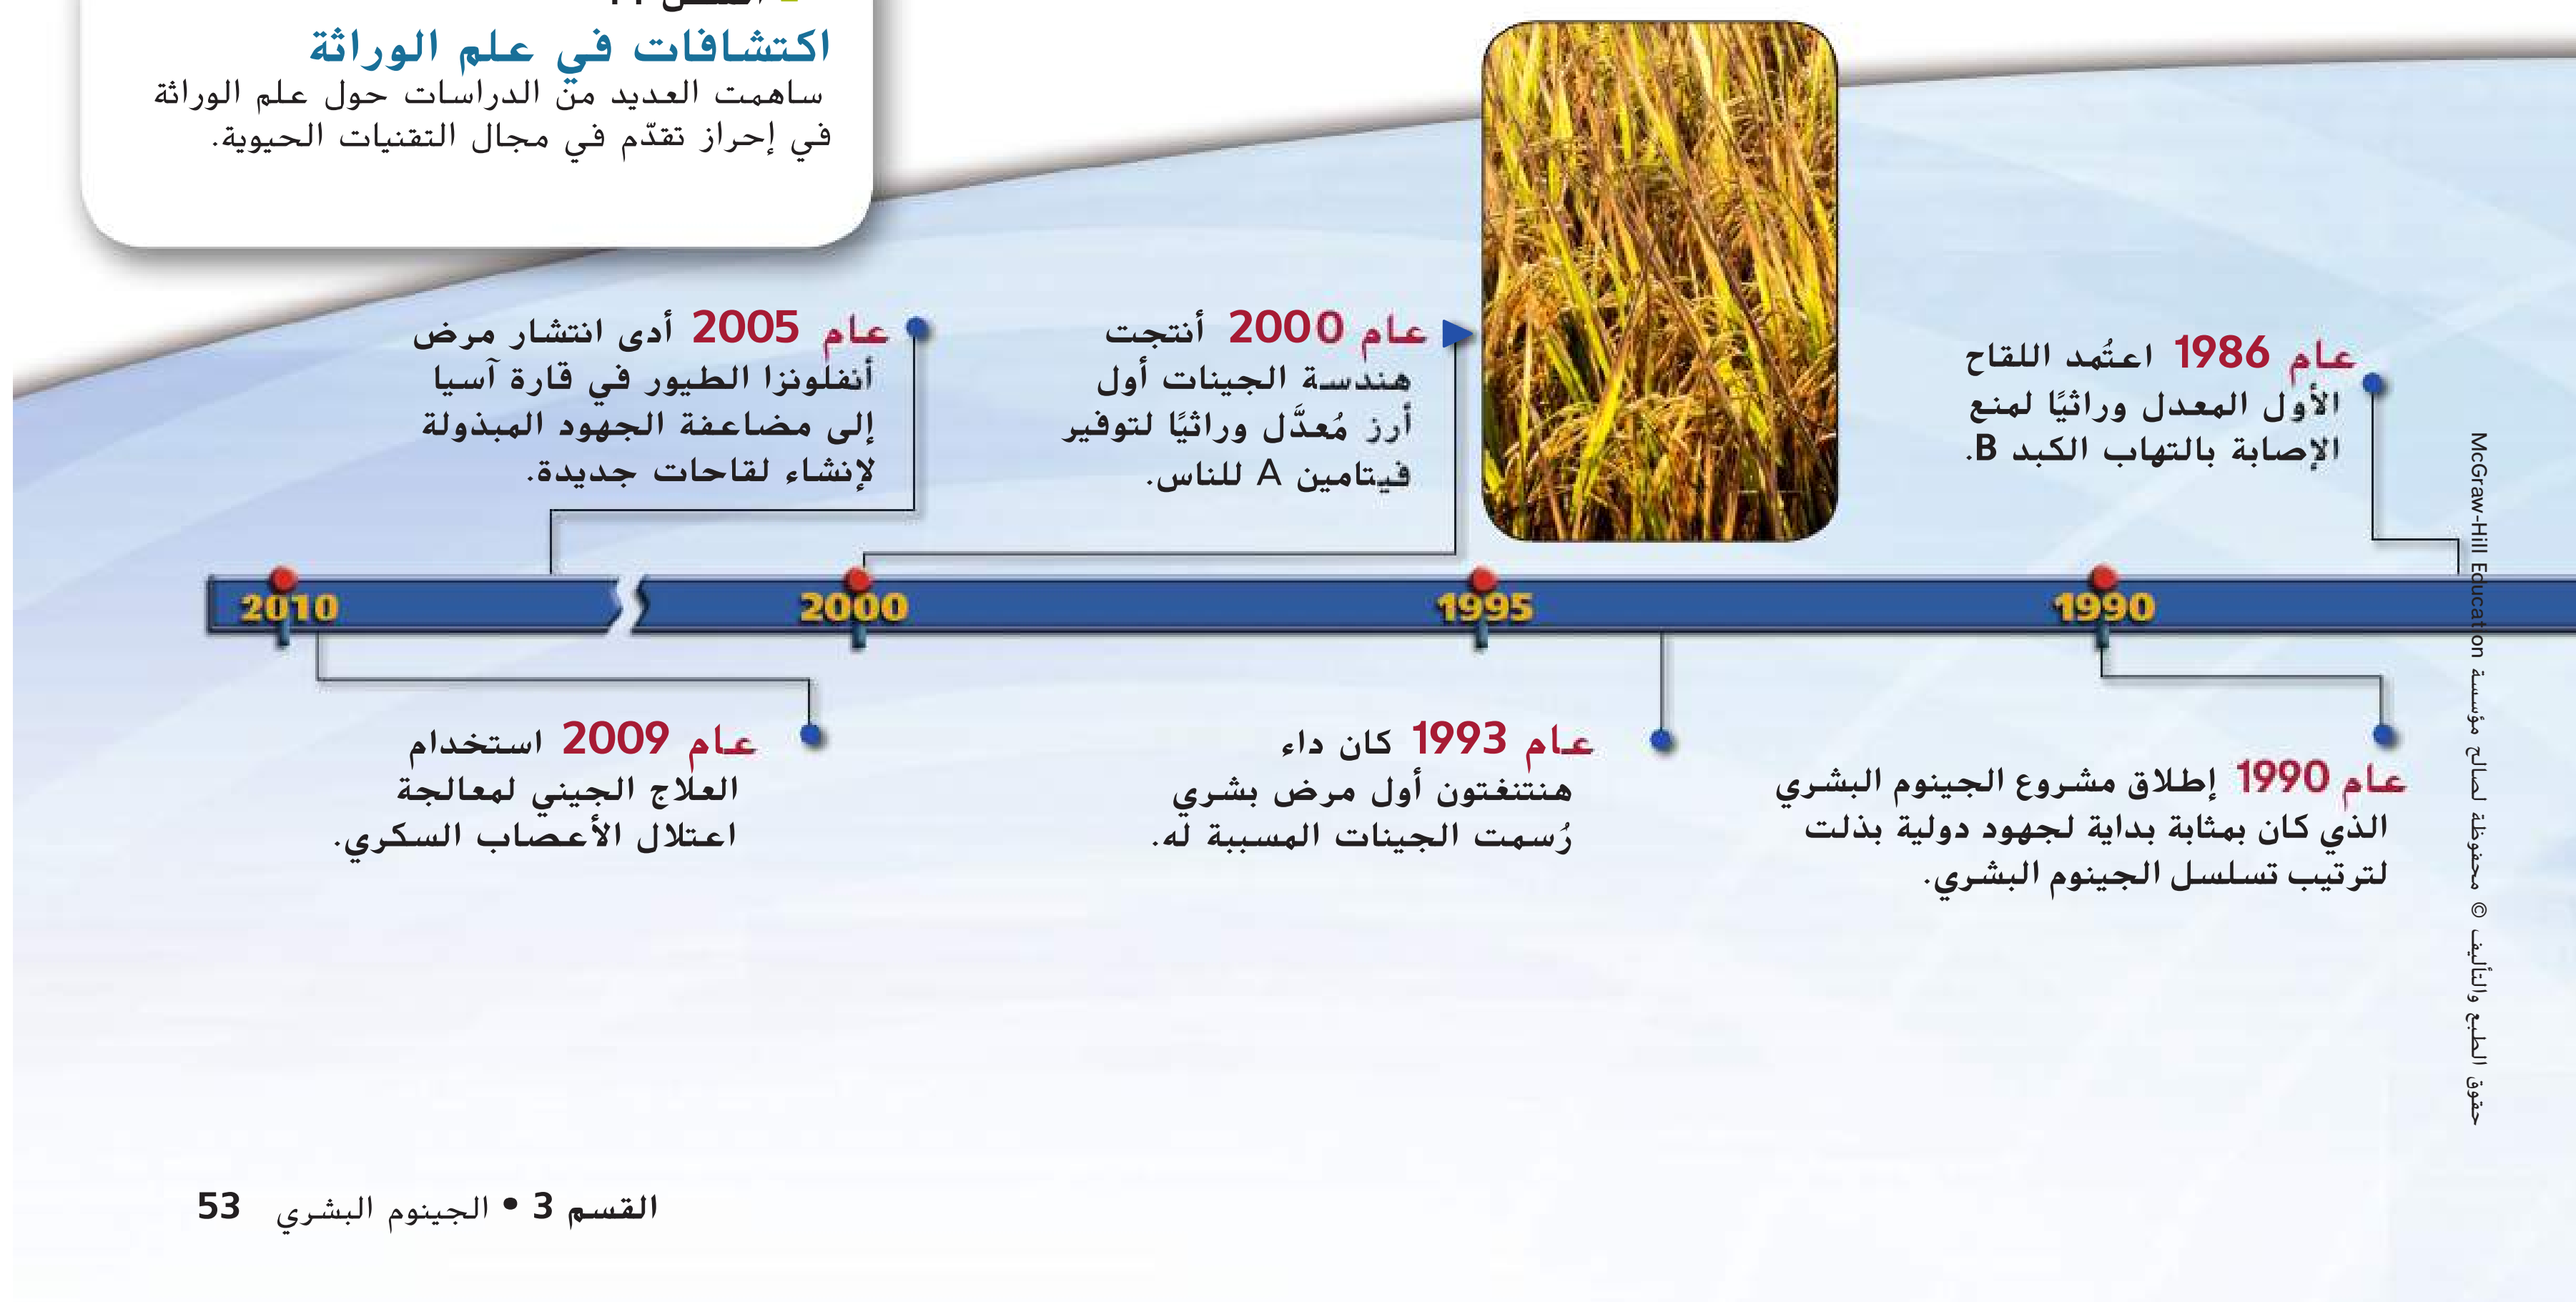 اكتشافات في علم الوراثة
ساهمت العديد من الدراسات حول علم الوراثة
في إحراز تقدّم في مجال التقنيات الحيوية.
عام 1986 اعتُمد اللقاح
الأول المعدل وراثيًا لمنع
الإصابة بالتهاب الكبد B.
عام 2000 أنتجت
هندسة الجينات أول
أرز مُعدَّل وراثيًا لتوفير
فيتامين A للناس.
عام 2005 أدى انتشار مرض
أنفلونزا الطيور في قارة آسيا
إلى مضاعفة الجهود المبذولة
لإنشاء لقاحات جديدة.
1990
1995
2000
2010
عام 1990 إطلاق مشروع الجينوم البشري
الذي كان بمثابة بداية لجهود دولية بذلت
لترتيب تسلسل الجينوم البشري.
عام 1993 كان داء
هنتنغتون أول مرض بشري
رُسمت الجينات المسببة له.
عام 2009 استخدام
العلاج الجيني لمعالجة
اعتلال الأعصاب السكري.
حقوق الطبع والتأليف © محفوظة لصالح مؤسسة McGraw-Hill Education
القسم 3 • الجينوم البشري 53